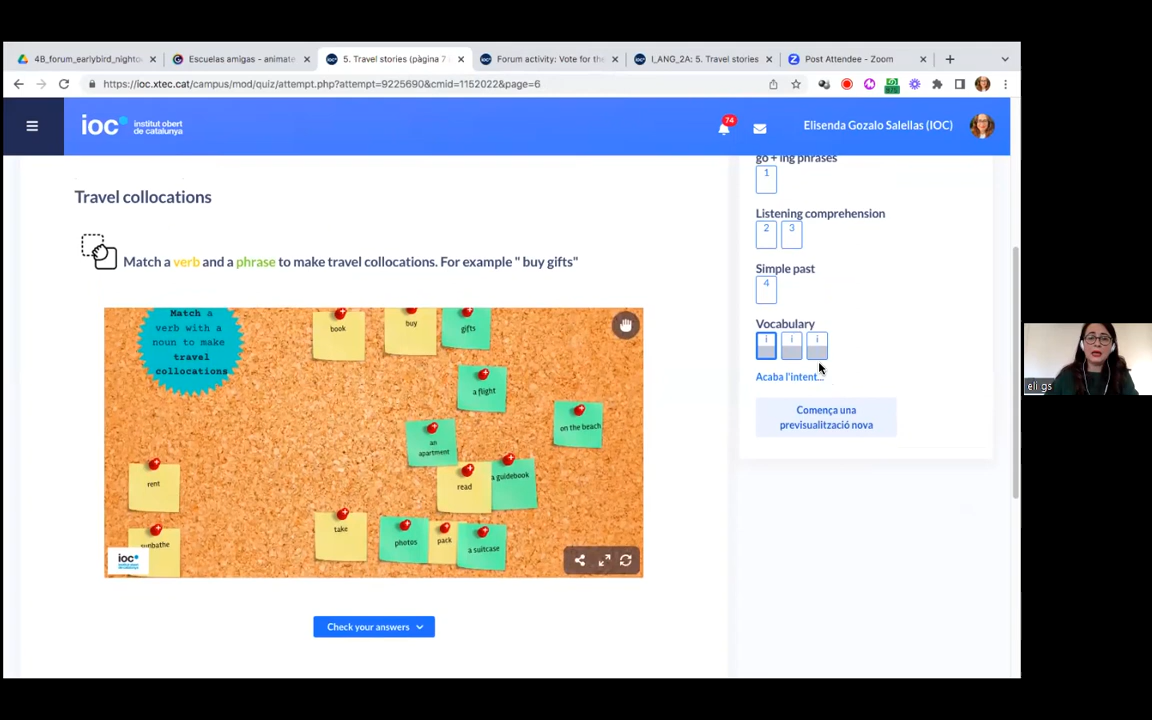 4B_forum_earlybird_nighto
Escuelas amigas - animate
5. Travel stories (pàgina 7
Forum activity: Vote for the
I_ANG_2A: 5. Travel stories
Post Attendee - Zoom
https://ioc.xtec.cat/campus/mod/quiz/attempt.php?attempt=9225690&cmid=1152022&page=6
ioc institut obert
de catalunya
74
Elisenda Gozalo Salellas (IOC)
Travel collocations
Match a verb and a phrase to make travel collocations. For example " buy gifts"
Match a
verb with a
noun to make
travel
collocations
book
buy
gifts
a flight
on the beach
an
apartment
rent
read
a guidebook
sunbathe
take
photos
pack
a suitcase
ioc
Check your answers
go + ing phrases
1
Listening comprehension
2 3
Simple past
4
Vocabulary
i i i
Acaba l'intent...
Comença una
previsualització nova
eli gs